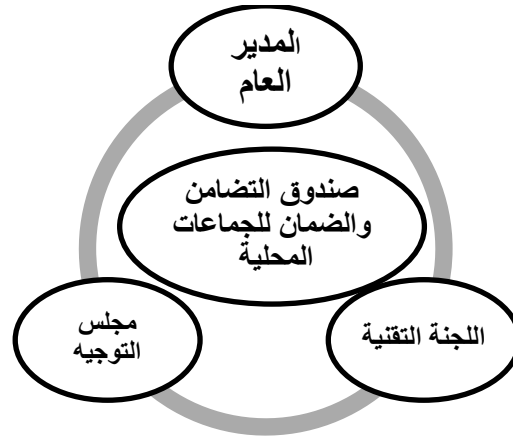 المدير
العام
صندوق التضامن
والضمان للجماعات
المحلية
اللجنة التقنية
مجلس
التوجيه